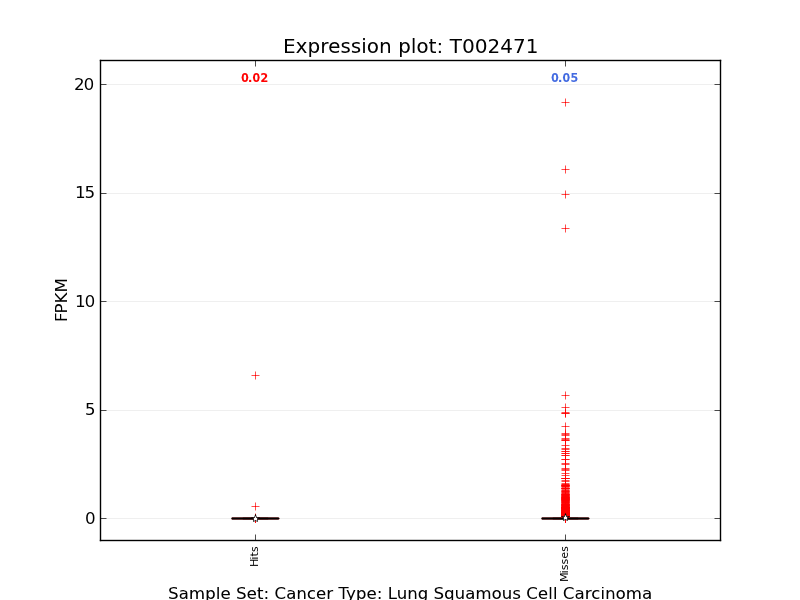 Expression plot: T002471
0.02
0.05
20
15
10
5
0
FPKM
Hits
Misses
Sample Set: Cancer Type: Lung Squamous Cell Carcinoma